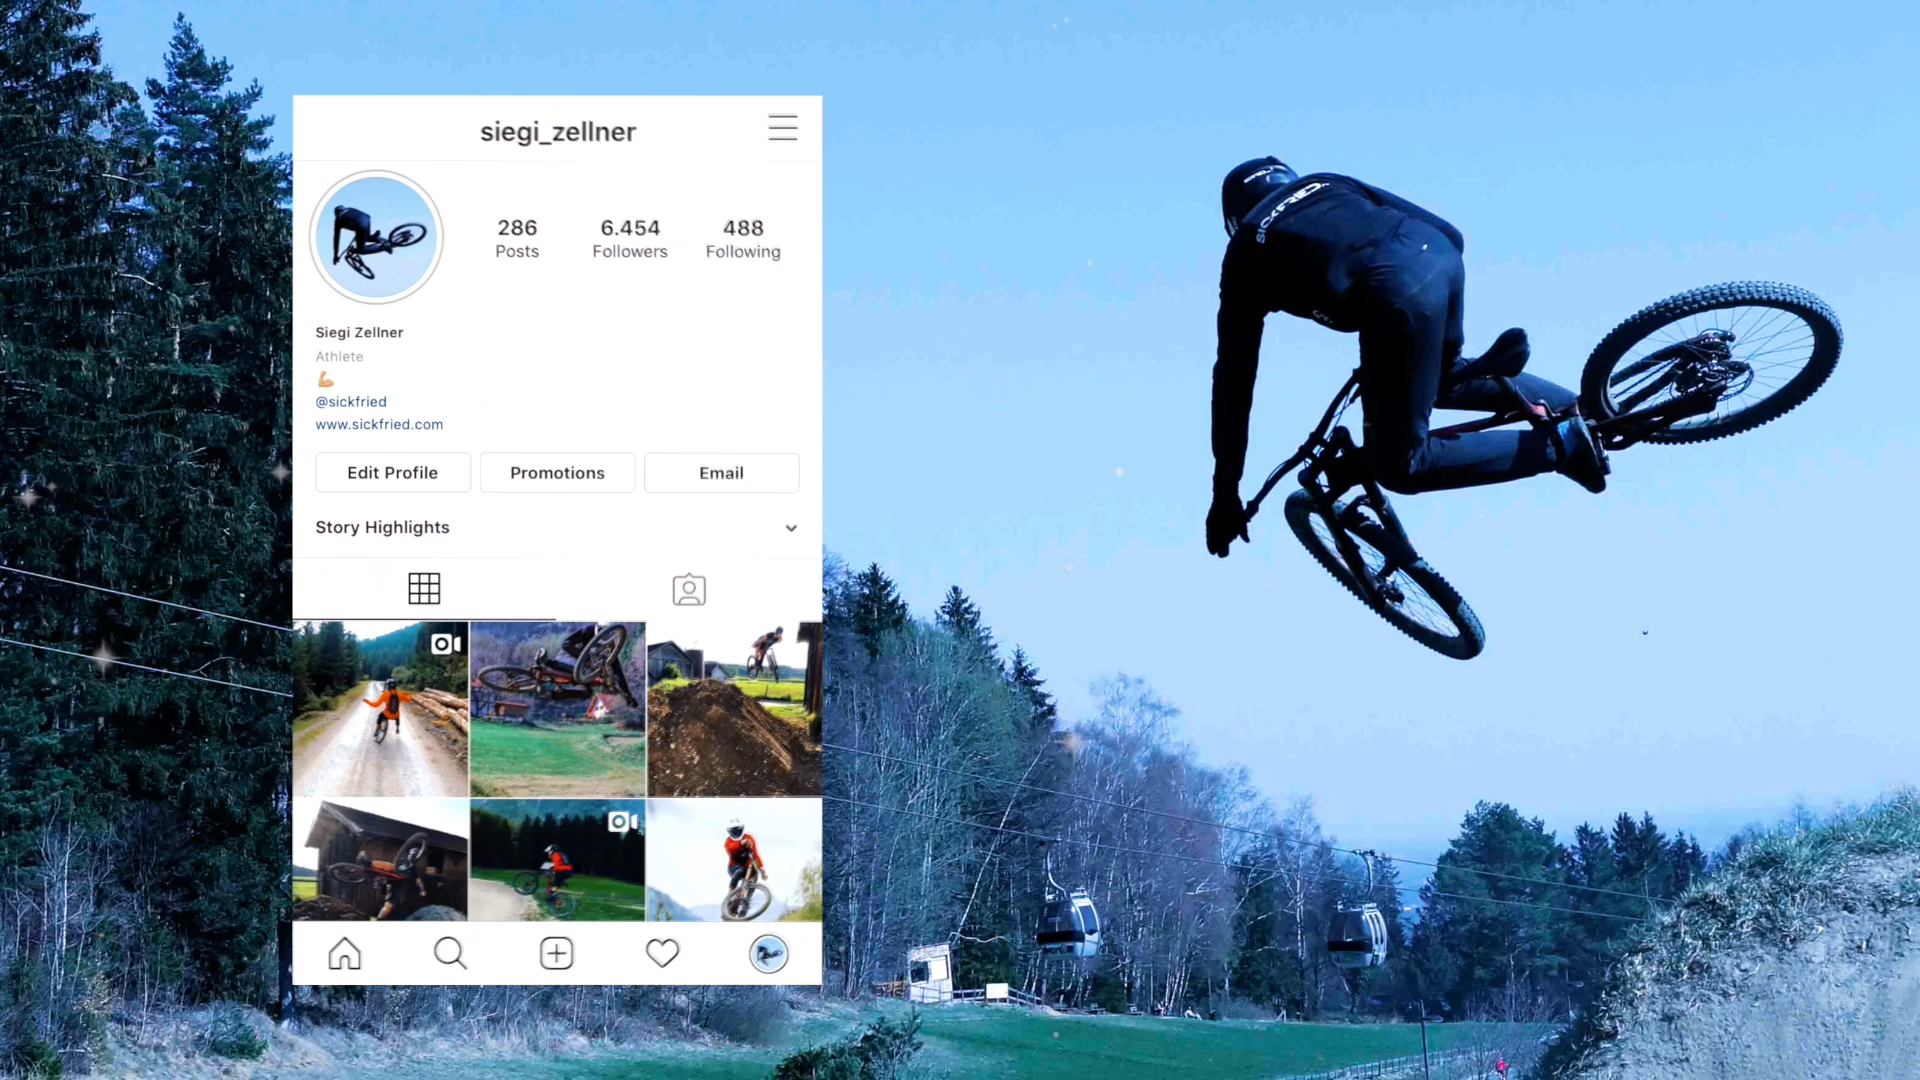 siegi_zellner
286
Posts
6.454
Followers
488
Following
Siegi Zellner
Athlete
@sickfried
www.sickfried.com
Edit Profile
Promotions
Email
Story Highlights
SICKFRIED